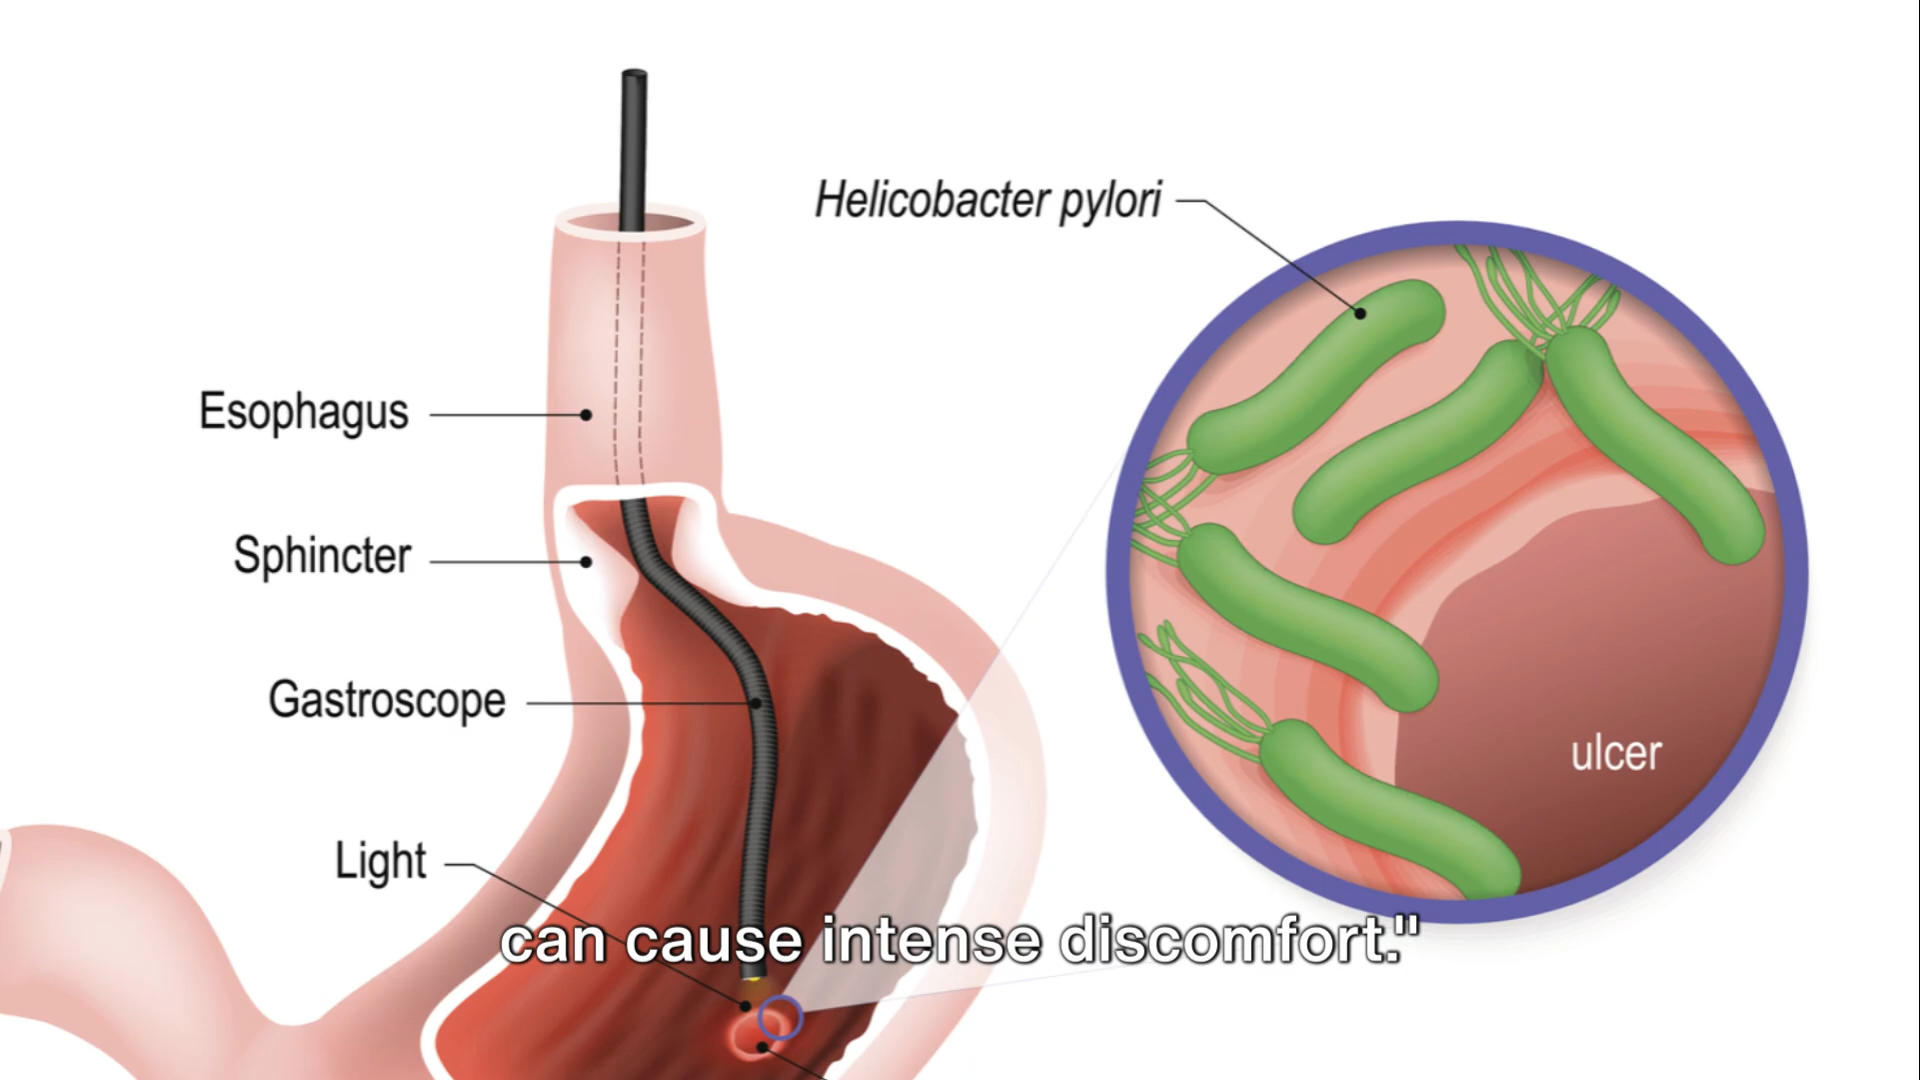 Helicobacter pylori
Esophagus
Sphincter
Gastroscope
ulcer
Light
can cause intense discomfort."